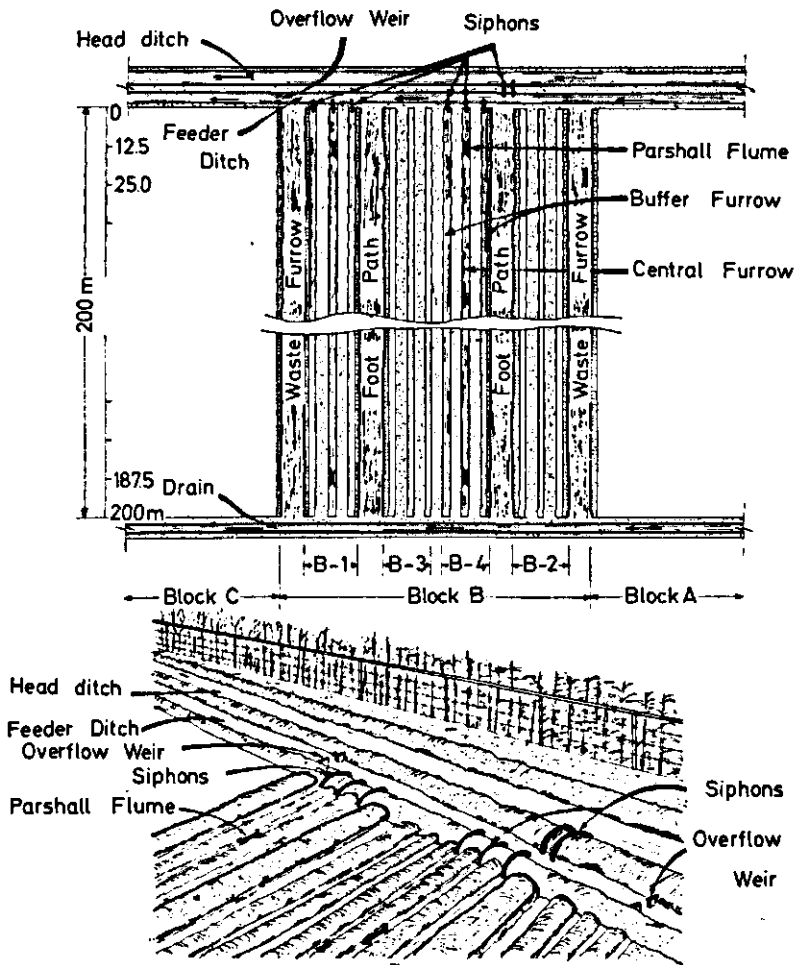 Overflow Weir
Siphons
Head ditch
Feeder
Ditch
0
12.5
25.0
200 m
1875
200m
Drain
Parshall Flume
Buffer Furrow
Central Furrow
Waste Furrow
Foot Path
Foot Path
Waste Furrow
B-1
B-3
B-4
B-2
Block C
Block B
Block A
Head ditch
Feeder Ditch
Overflow Weir
Siphons
Parshall Flume
Siphons
Overflow
Weir